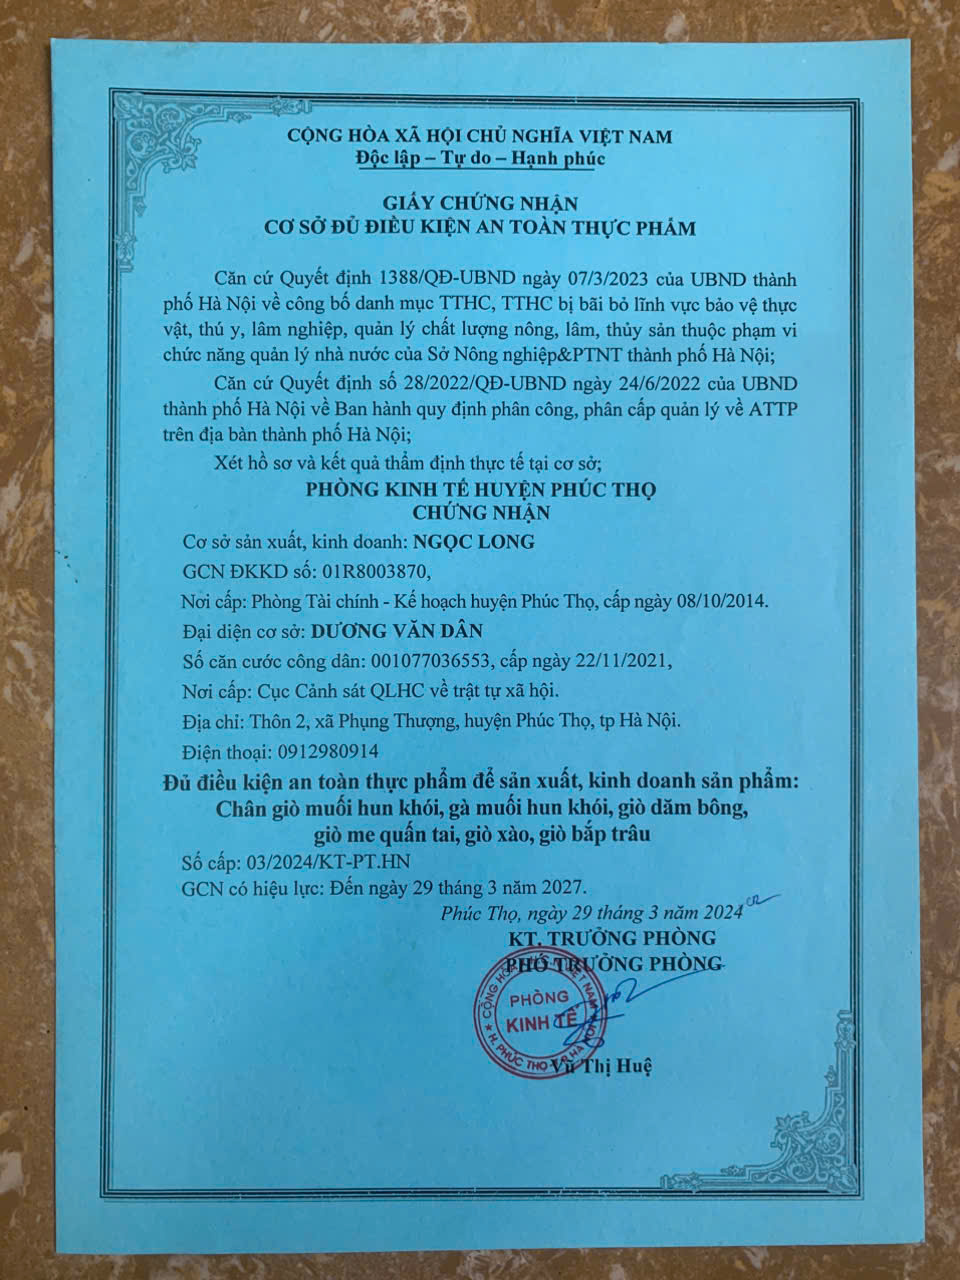 CỘNG HÒA XÃ HỘI CHỦ NGHĨA VIỆT NAM
Độc lập – Tự do – Hạnh phúc
GIẤY CHỨNG NHẬN
CƠ SỞ ĐỦ ĐIỀU KIỆN AN TOÀN THỰC PHẨM
Căn cứ Quyết định 1388/QĐ-UBND ngày 07/3/2023 của UBND thành
phố Hà Nội về công bố danh mục TTHC, TTHC bị bãi bỏ lĩnh vực bảo vệ thực
vật, thú y, lâm nghiệp, quản lý chất lượng nông, lâm, thủy sản thuộc phạm vi
chức năng quản lý nhà nước của Sở Nông nghiệp&PTNT thành phố Hà Nội;
Căn cứ Quyết định số 28/2022/QĐ-UBND ngày 24/6/2022 của UBND
thành phố Hà Nội về Ban hành quy định phân công, phân cấp quản lý về ATTP
trên địa bàn thành phố Hà Nội;
Xét hồ sơ và kết quả thẩm định thực tế tại cơ sở;
PHÒNG KINH TẾ HUYỆN PHÚC THỌ
CHỨNG NHẬN
Cơ sở sản xuất, kinh doanh: NGỌC LONG
GCN ĐKKD số: 01R8003870,
Nơi cấp: Phòng Tài chính - Kế hoạch huyện Phúc Thọ, cấp ngày 08/10/2014.
Đại diện cơ sở: DƯƠNG VĂN DÂN
Số căn cước công dân: 001077036553, cấp ngày 22/11/2021,
Nơi cấp: Cục Cảnh sát QLHC về trật tự xã hội.
Địa chỉ: Thôn 2, xã Phụng Thượng, huyện Phúc Thọ, tp Hà Nội.
Điện thoại: 0912980914
Đủ điều kiện an toàn thực phẩm để sản xuất, kinh doanh sản phẩm:
Chân giò muối hun khói, gà muối hun khói, giò dăm bông,
giò me quấn tai, giò xào, giò bắp trâu
Số cấp: 03/2024/KT-PT.HN
GCN có hiệu lực: Đến ngày 29 tháng 3 năm 2027.
Phúc Thọ, ngày 29 tháng 3 năm 2024
KT. TRƯỞNG PHÒNG
PHÓ TRƯỞNG PHÒNG
PHÒNG
KINH TẾ
H. PHÚC THỌ
Vũ Thị Huệ